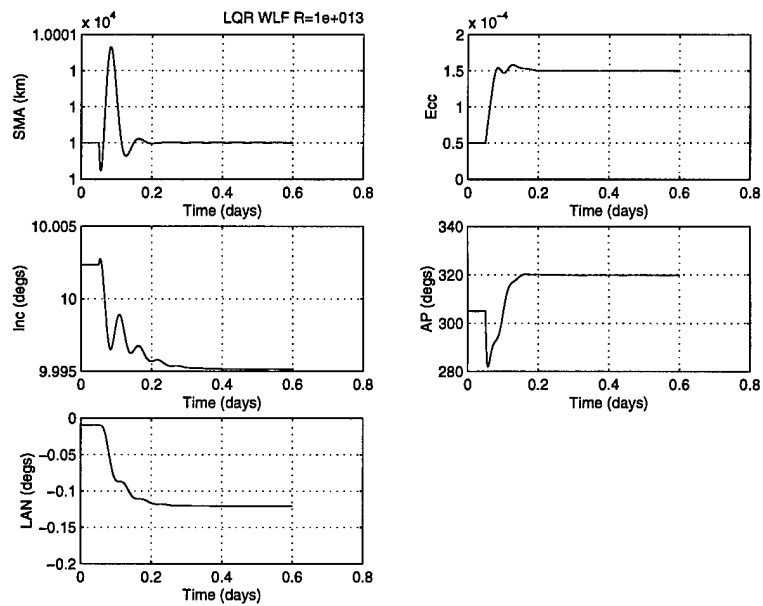 LQR WLF R=1e+013
x 10⁴
1.0001
1
1
1
1
SMA (km)
0 0.2 0.4 0.6 0.8
Time (days)
x 10⁻⁴
2
1.5
1
0.5
0
Ecc
0 0.2 0.4 0.6 0.8
Time (days)
10.005
10
9.995
Inc (degs)
0 0.2 0.4 0.6 0.8
Time (days)
340
320
300
280
AP (degs)
0 0.2 0.4 0.6 0.8
Time (days)
0
−0.05
−0.1
−0.15
−0.2
LAN (degs)
0 0.2 0.4 0.6 0.8
Time (days)